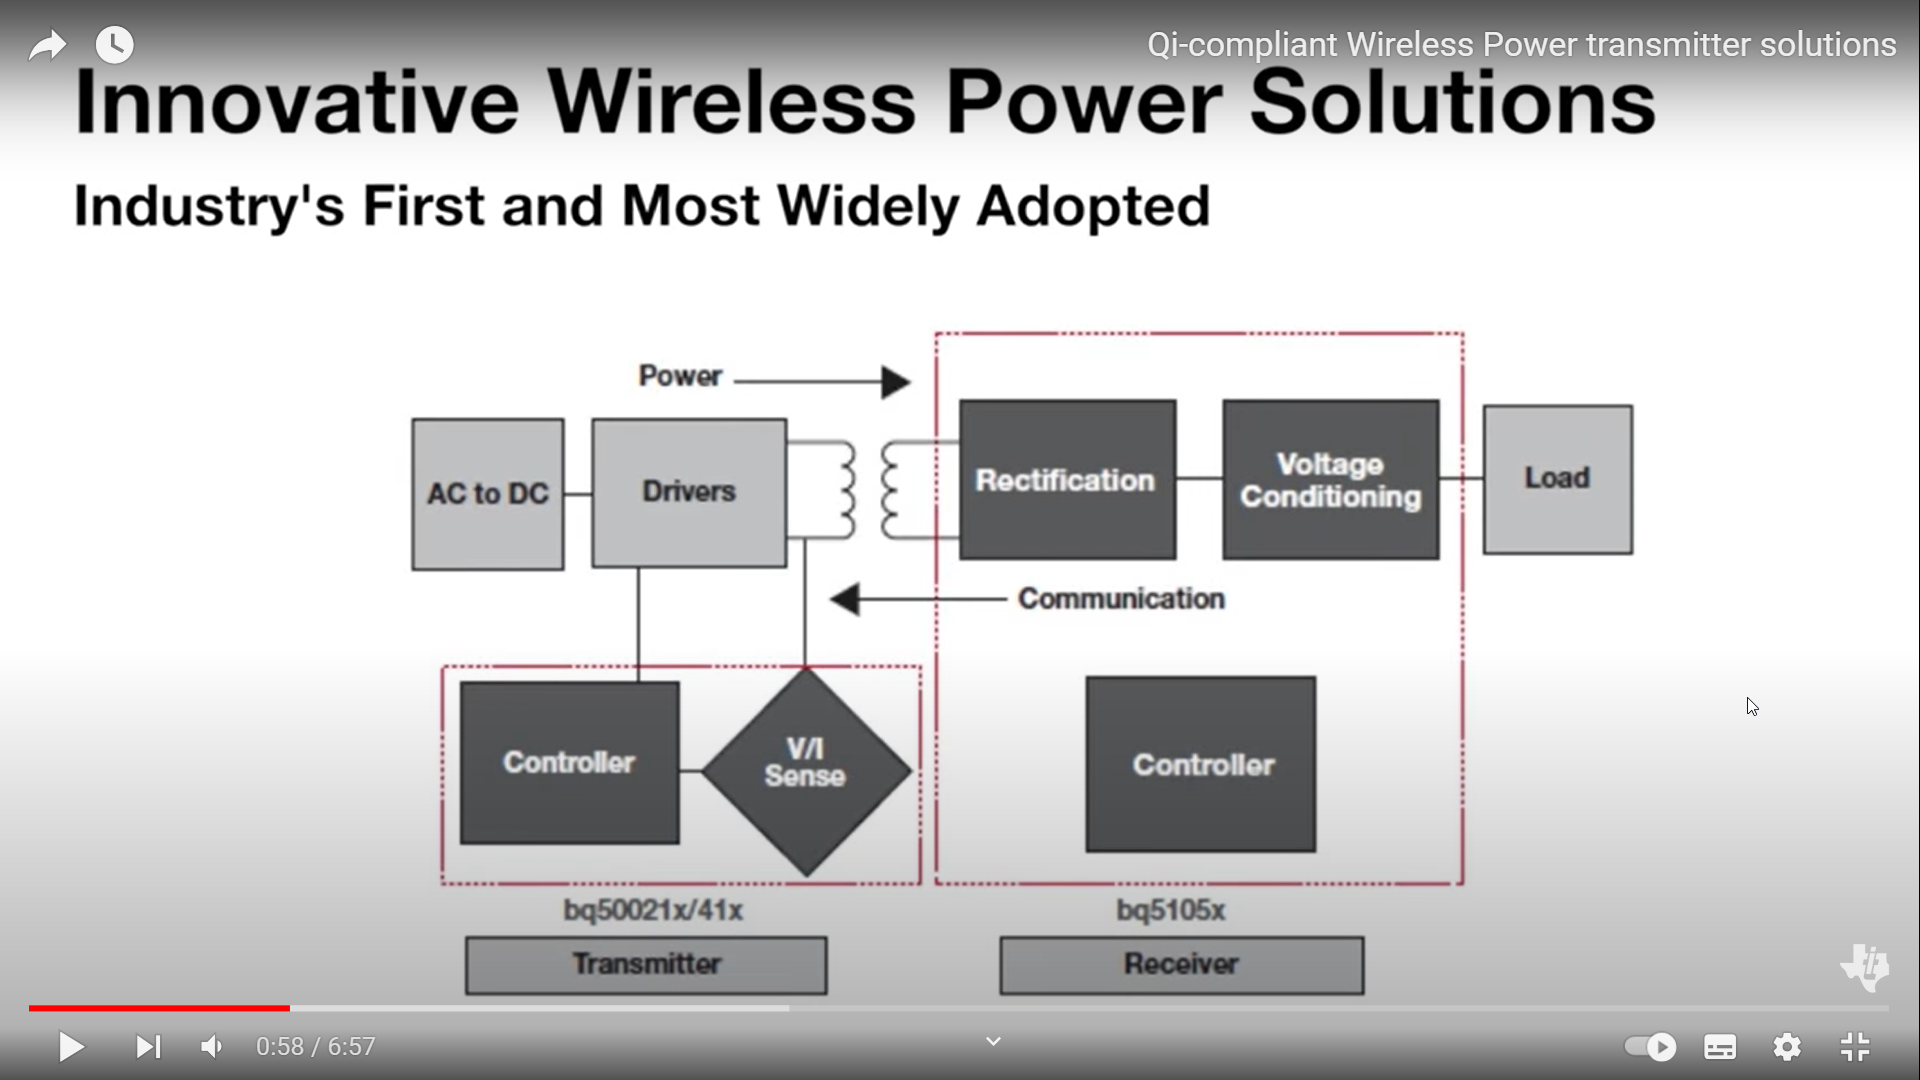 Qi-compliant Wireless Power transmitter solutions
Innovative Wireless Power Solutions
Industry's First and Most Widely Adopted
Power
AC to DC
Drivers
Rectification
Voltage
Conditioning
Load
Communication
Controller
V/I
Sense
Controller
bq50021x/41x
bq5105x
Transmitter
Receiver
0:58 / 6:57